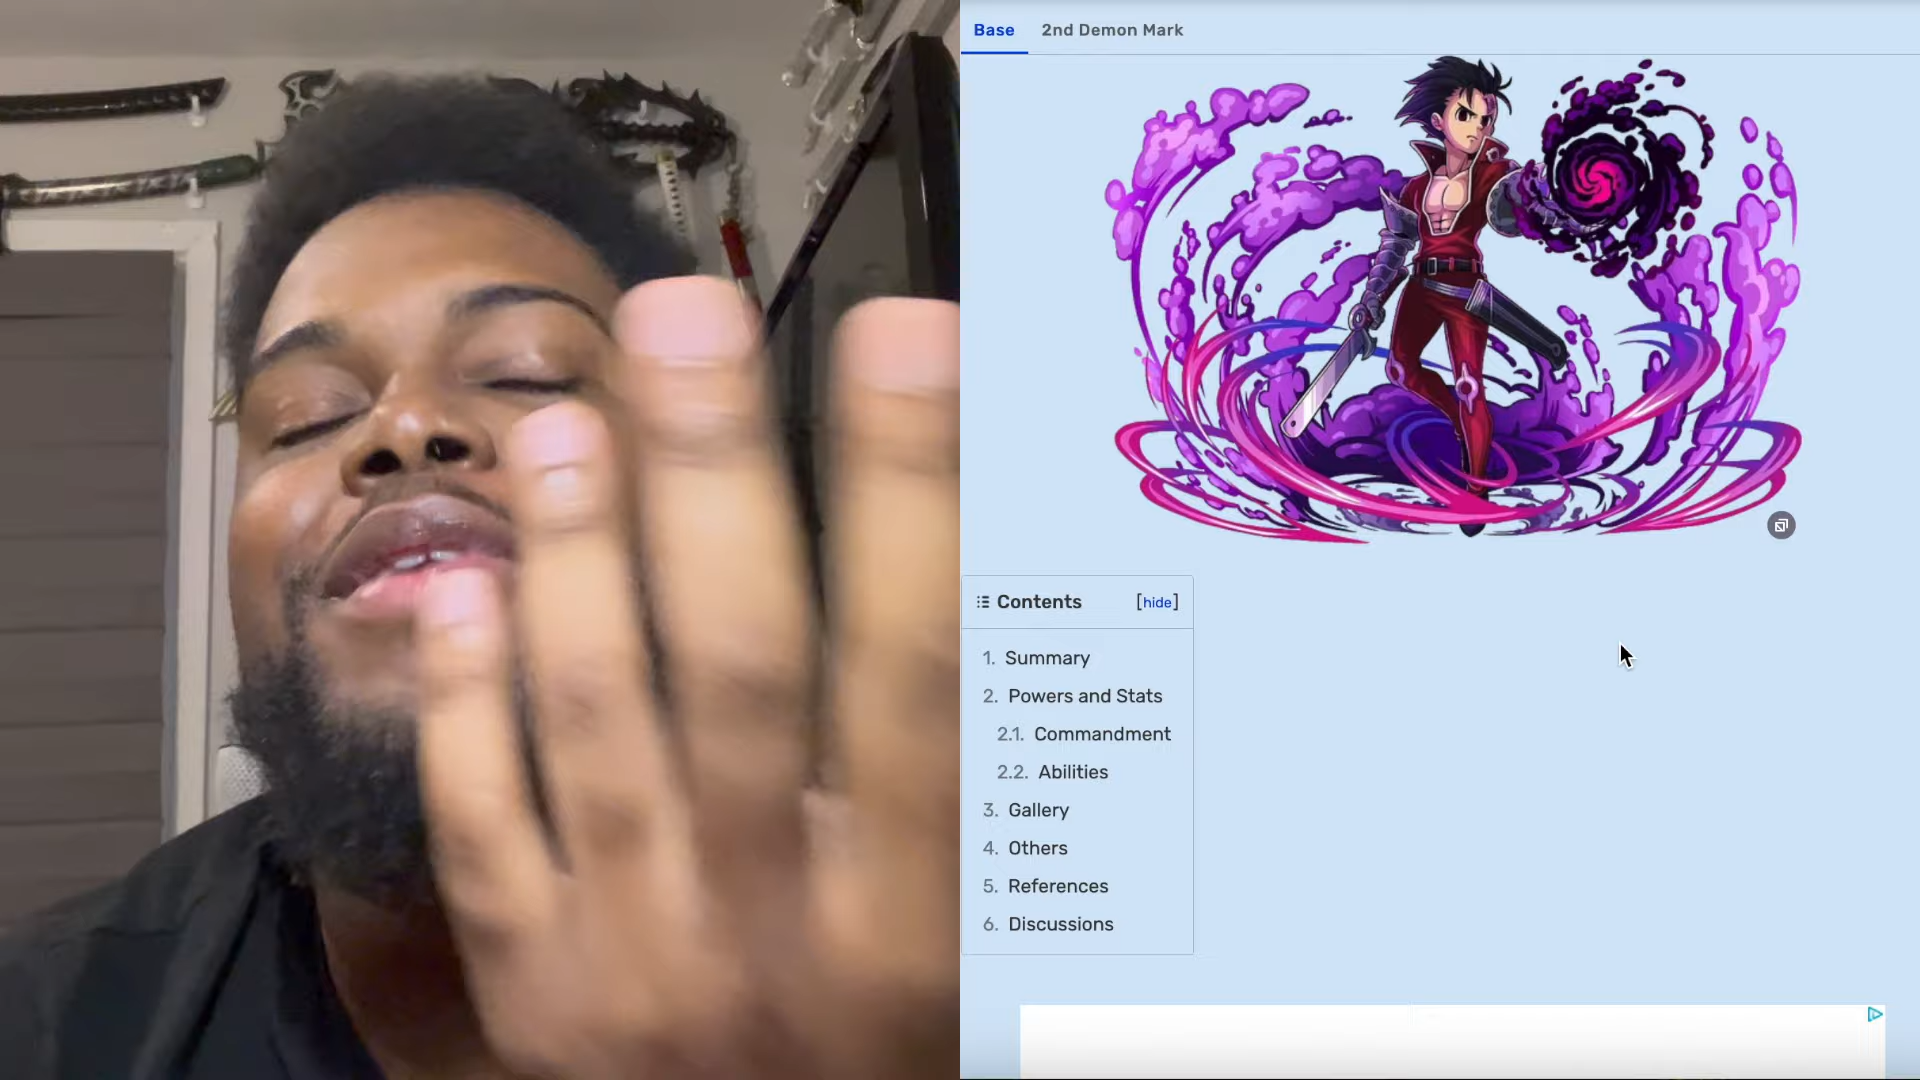 Base 2nd Demon Mark
Contents [hide]
1. Summary
2. Powers and Stats
2.1. Commandment
2.2. Abilities
3. Gallery
4. Others
5. References
6. Discussions